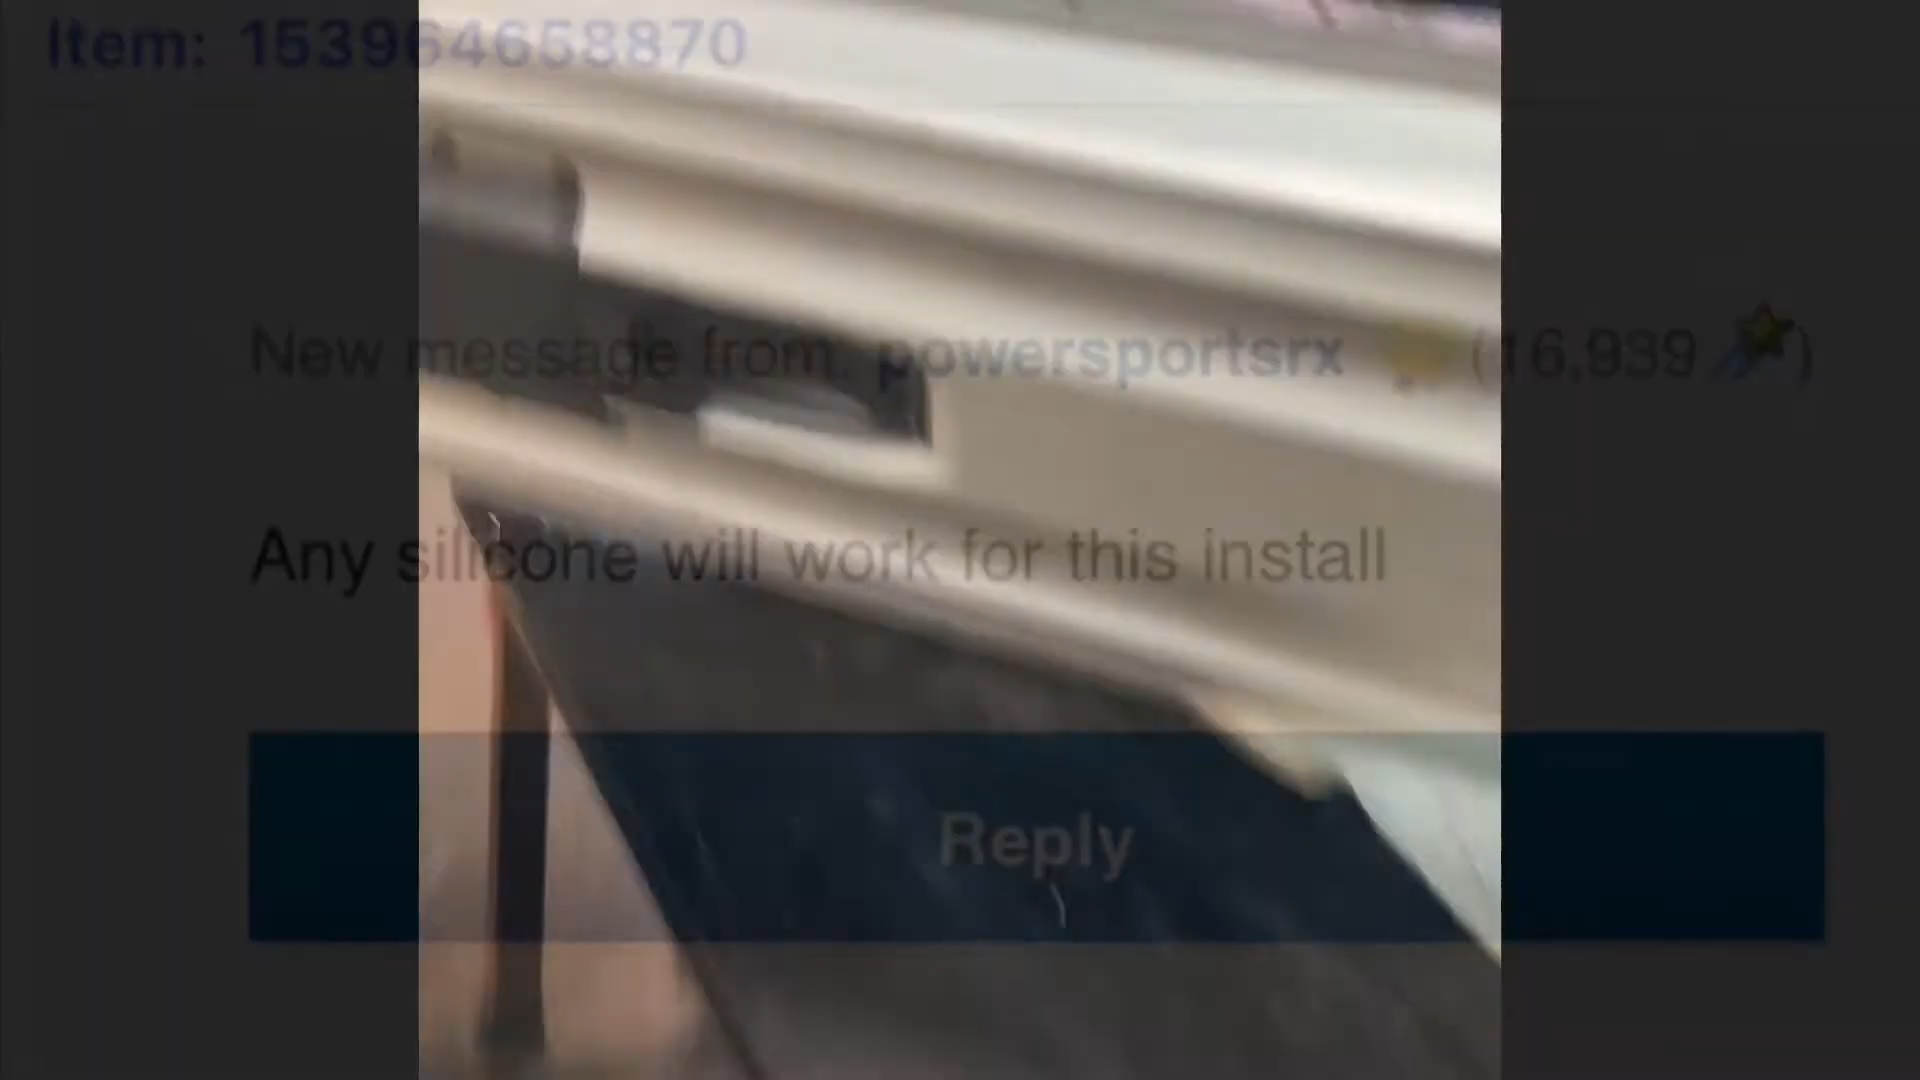 Item: 153964658870
New message from: powersportsrx (16,939)
Any silicone will work for this install
Reply